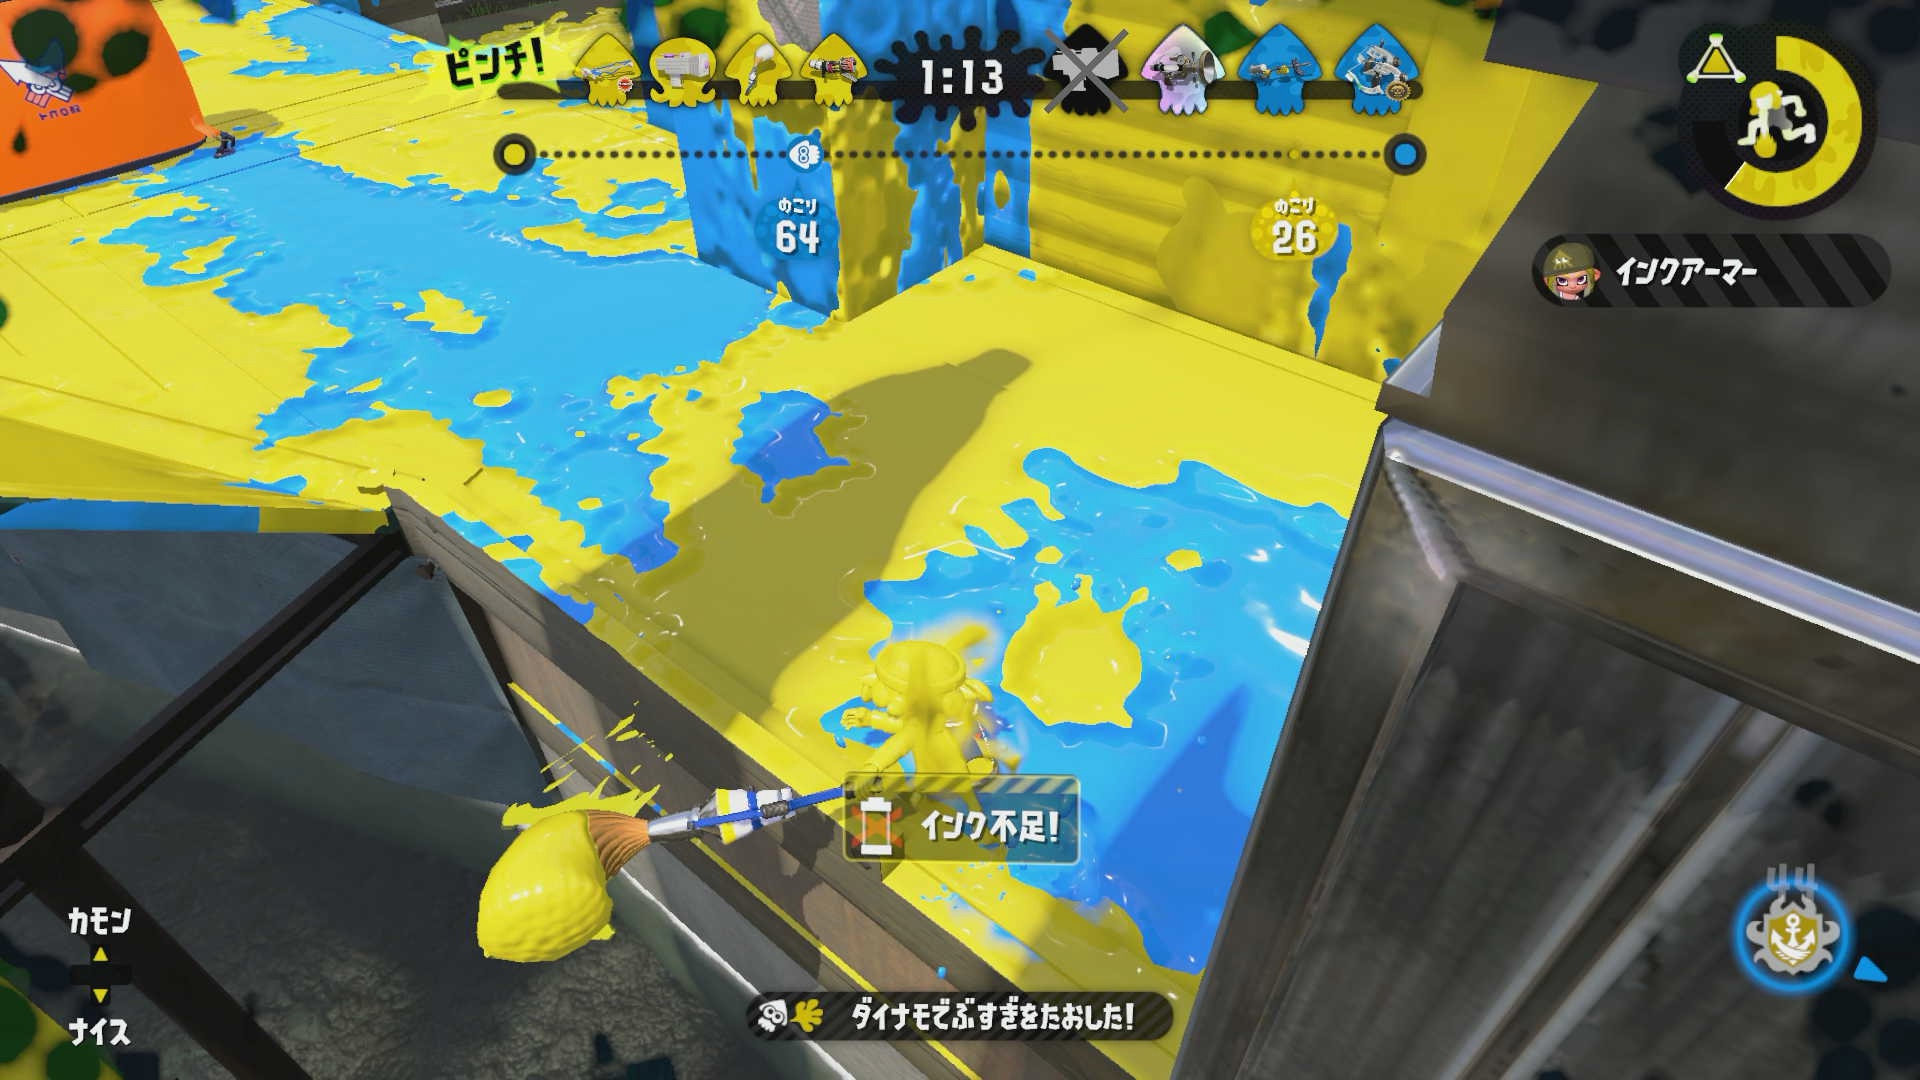 ピンチ!
1:13
8
のこり
64
のこり
26
インクアーマー
インク不足!
カモン
ナイス
ダイナモでぶすぎをたおした!
44